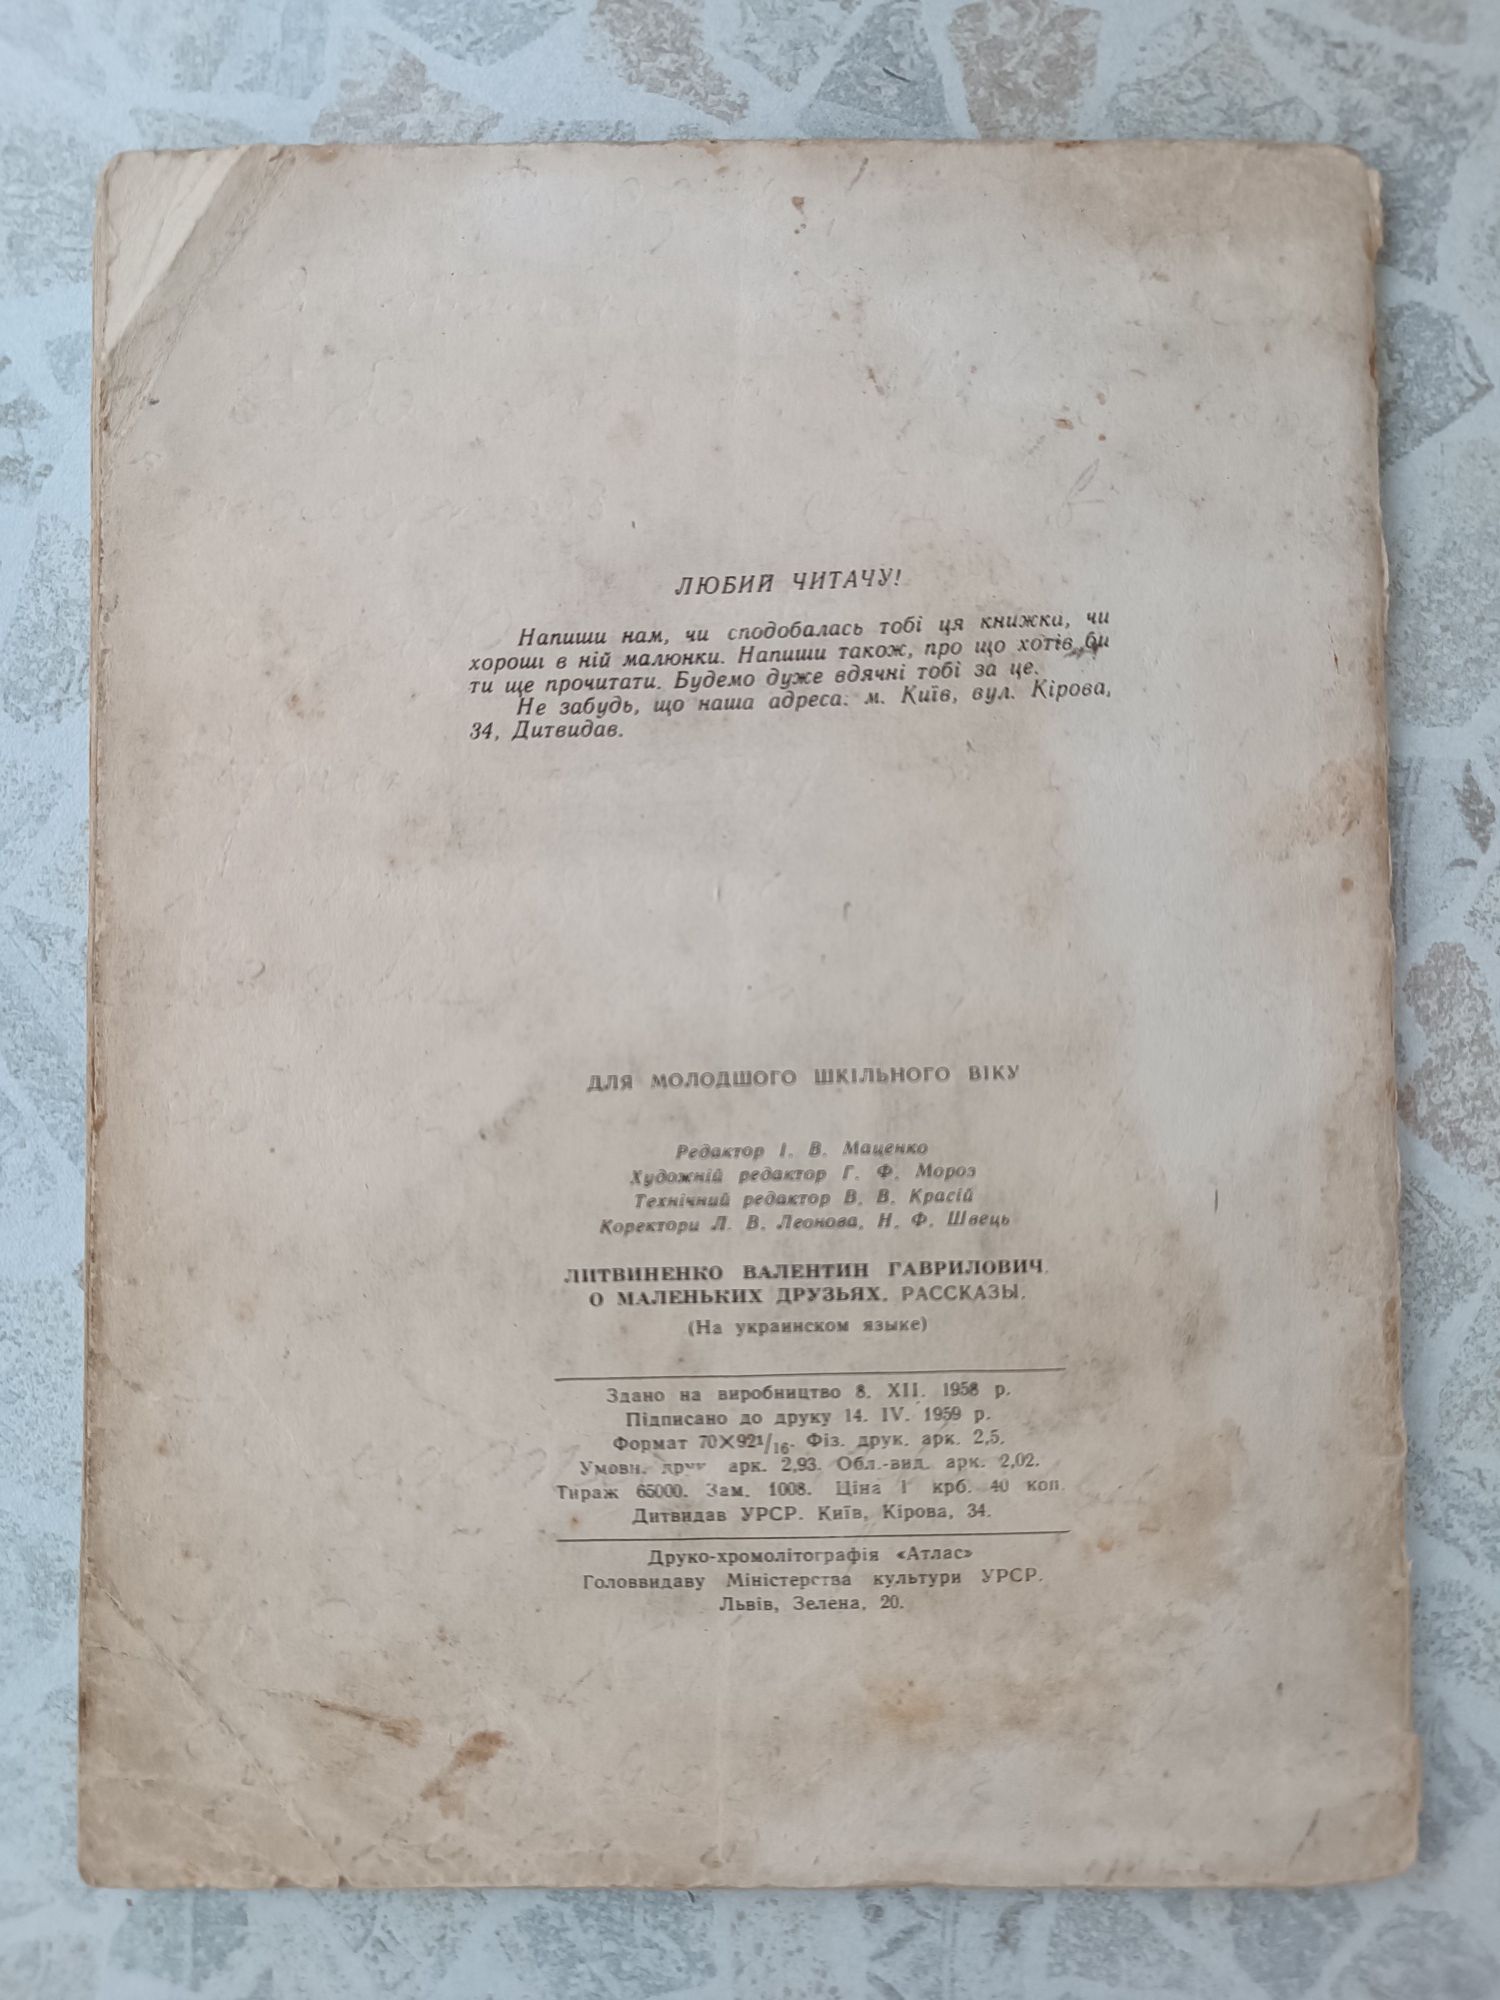 ЛЮБИЙ ЧИТАЧУ!
Напиши нам, чи сподобалась тобі ця книжка, чи
хороші в ній малюнки. Напиши також, про що хотів би
ти ще прочитати. Будемо дуже вдячні тобі за це.
Не забудь, що наша адреса: м. Київ, вул. Кірова,
34, Дитвидав.
ДЛЯ МОЛОДШОГО ШКІЛЬНОГО ВІКУ
Редактор І. В. Маценко
Художній редактор Г. Ф. Мороз
Технічний редактор В. В. Красій
Коректори Л. В. Леонова, Н. Ф. Швець
ЛИТВИНЕНКО ВАЛЕНТИН ГАВРИЛОВИЧ.
О МАЛЕНЬКИХ ДРУЗЬЯХ. РАССКАЗЫ.
(На украинском языке)
Здано на виробництво 8. XII. 1958 р.
Підписано до друку 14. IV. 1959 р.
Формат 70×92¹/₁₆. Фіз. друк. арк. 2,5.
Умовн. друк. арк. 2,93. Обл.-вид. арк. 2,02.
Тираж 65000. Зам. 1008. Ціна 1 крб. 40 коп.
Дитвидав УРСР. Київ, Кірова, 34.
Друко-хромолітографія «Атлас»
Головвидаву Міністерства культури УРСР.
Львів, Зелена, 20.